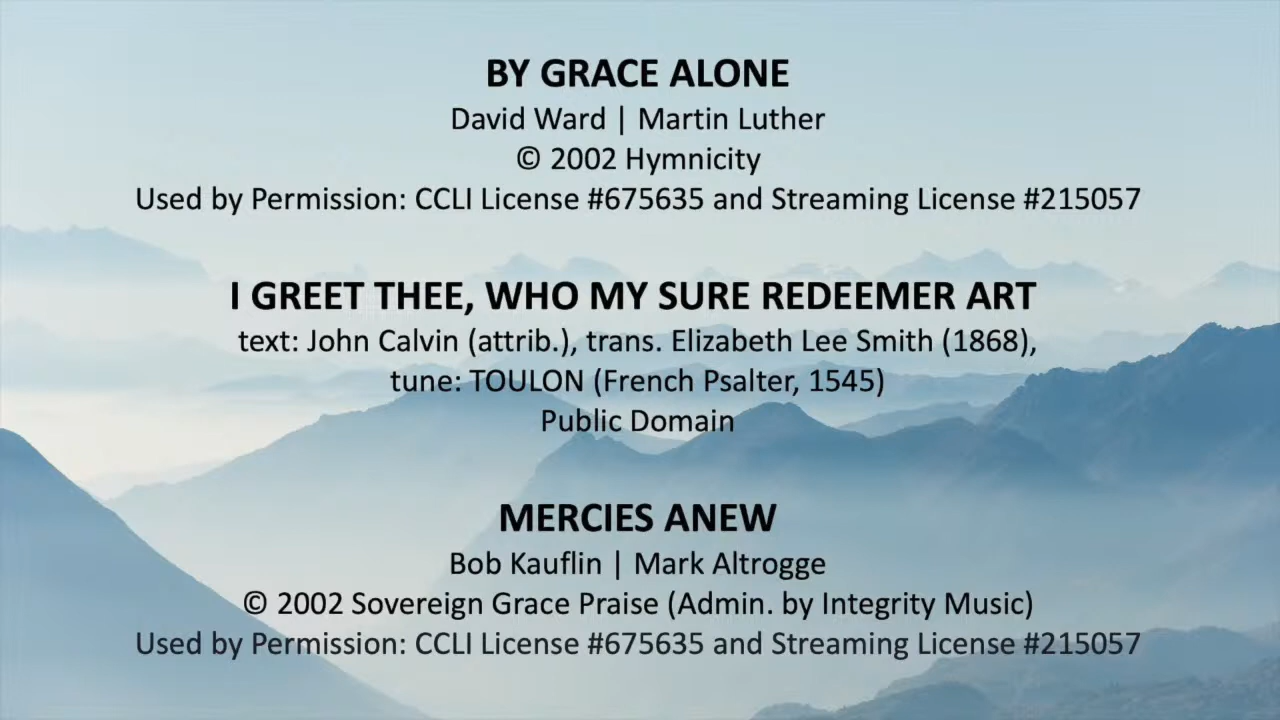 BY GRACE ALONE
David Ward | Martin Luther
© 2002 Hymnicity
Used by Permission: CCLI License #675635 and Streaming License #215057
I GREET THEE, WHO MY SURE REDEEMER ART
text: John Calvin (attrib.), trans. Elizabeth Lee Smith (1868),
tune: TOULON (French Psalter, 1545)
Public Domain
MERCIES ANEW
Bob Kauflin | Mark Altrogge
© 2002 Sovereign Grace Praise (Admin. by Integrity Music)
Used by Permission: CCLI License #675635 and Streaming License #215057